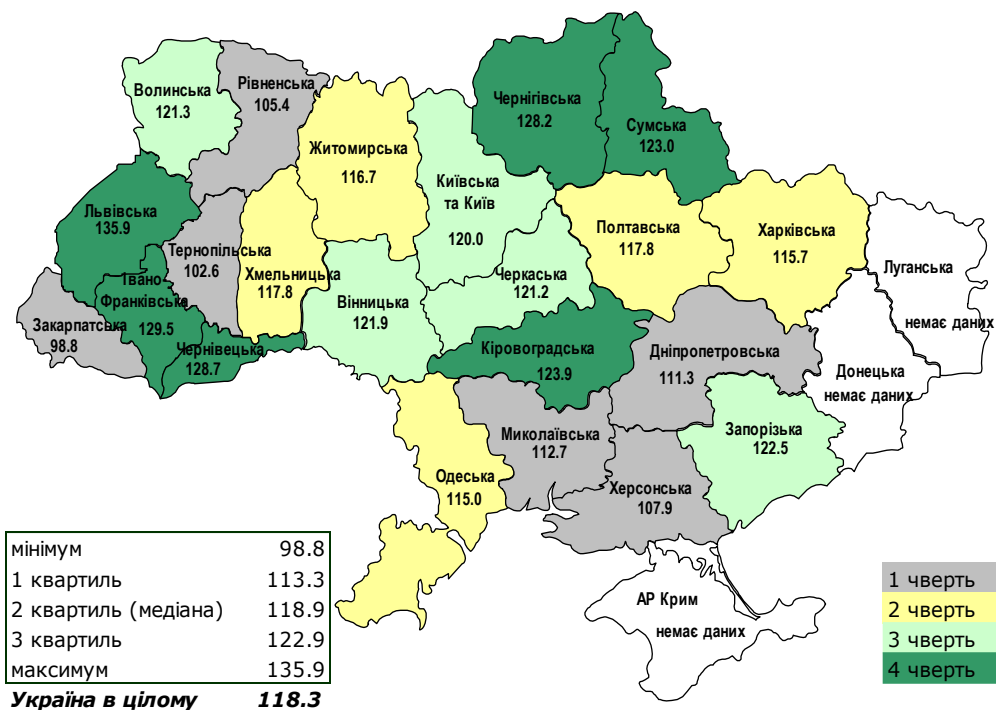 Волинська
121.3
Рівненська
105.4
Житомирська
116.7
Київська
та Київ
120.0
Чернігівська
128.2
Сумська
123.0
Львівська
135.9
Тернопільська
102.6
Хмельницька
117.8
Вінницька
121.9
Черкаська
121.2
Полтавська
117.8
Харківська
115.7
Луганська
немає даних
Івано
Франківська
129.5
Закарпатська
98.8
Чернівецька
128.7
Кіровоградська
123.9
Дніпропетровська
111.3
Донецька
немає даних
Миколаївська
112.7
Запорізька
122.5
Одеська
115.0
Херсонська
107.9
АР Крим
немає даних
мінімум 98.8
1 квартиль 113.3
2 квартиль (медіана) 118.9
3 квартиль 122.9
максимум 135.9
Україна в цілому 118.3
1 чверть
2 чверть
3 чверть
4 чверть